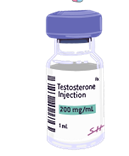 Testosterone
Injection
200 mg/mL
1 mL